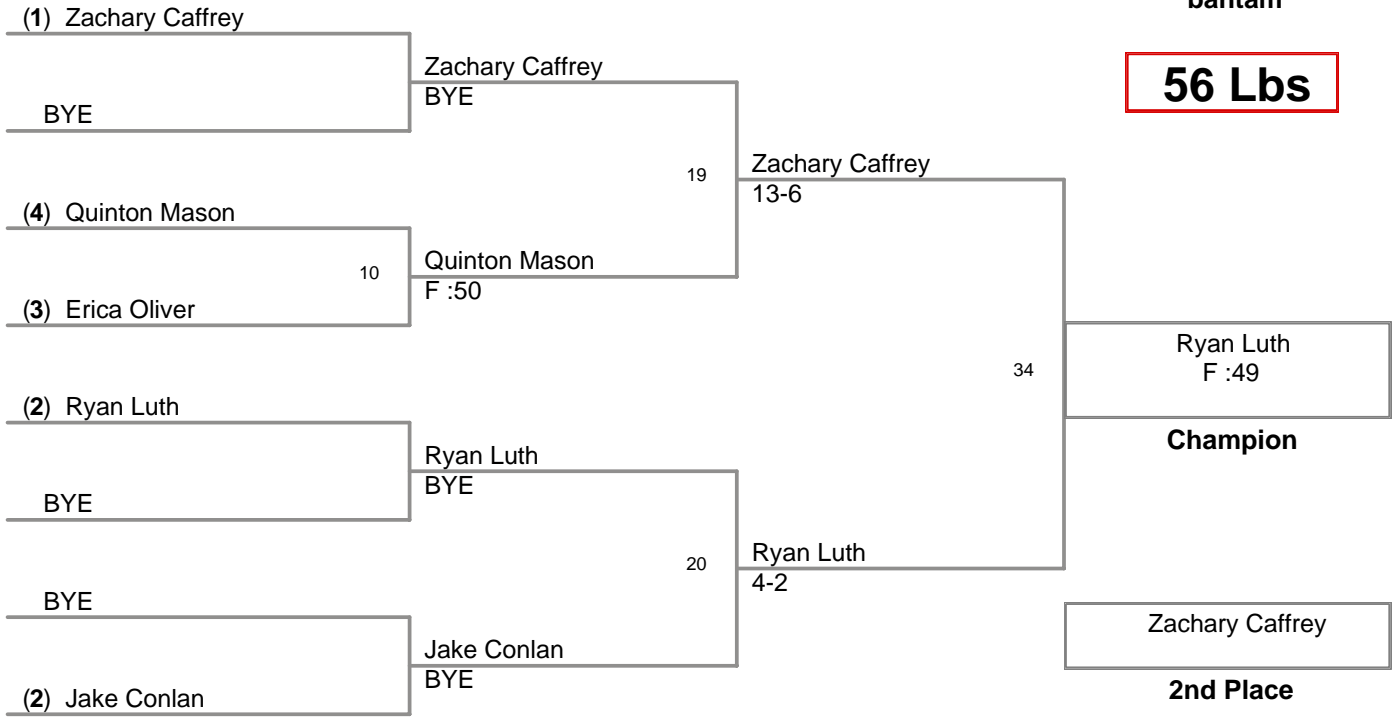 bantam
56 Lbs
(1) Zachary Caffrey
BYE
(4) Quinton Mason
10
(3) Erica Oliver
(2) Ryan Luth
BYE
BYE
(2) Jake Conlan
Zachary Caffrey
BYE
19
Quinton Mason
F :50
Ryan Luth
BYE
20
Jake Conlan
BYE
Zachary Caffrey
13-6
34
Ryan Luth
4-2
Ryan Luth
F :49
Champion
Zachary Caffrey
2nd Place